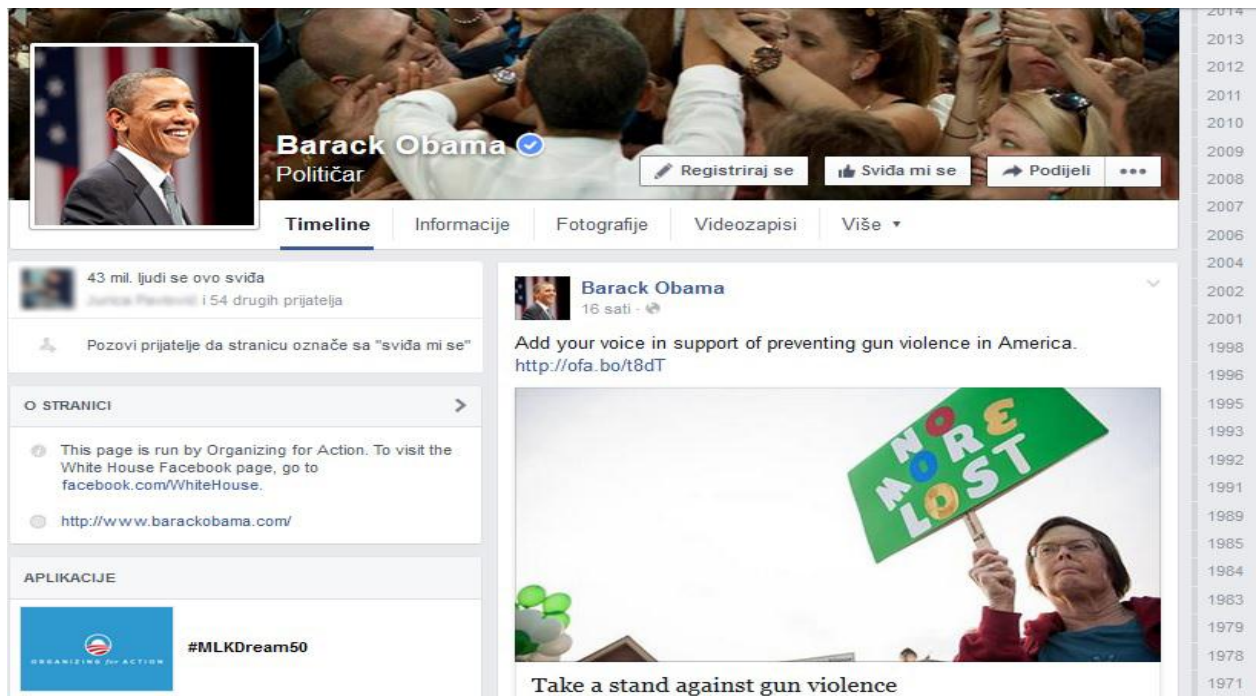 Barack Obama
Političar
Registriraj se
Sviđa mi se
Podijeli
Timeline
Informacije
Fotografije
Videozapisi
Više
43 mil. ljudi se ovo sviđa
i 54 drugih prijatelja
Pozovi prijatelje da stranicu označe sa "sviđa mi se"
O STRANICI
This page is run by Organizing for Action. To visit the
White House Facebook page, go to
facebook.com/WhiteHouse.
http://www.barackobama.com/
APLIKACIJE
ORGANIZING for ACTION
#MLKDream50
Barack Obama
16 sati
Add your voice in support of preventing gun violence in America.
http://ofa.bo/t8dT
NO
MORE
LOST
Take a stand against gun violence
2014
2013
2012
2011
2010
2009
2008
2007
2006
2004
2002
2001
1998
1996
1995
1993
1992
1991
1989
1985
1984
1983
1979
1978
1971